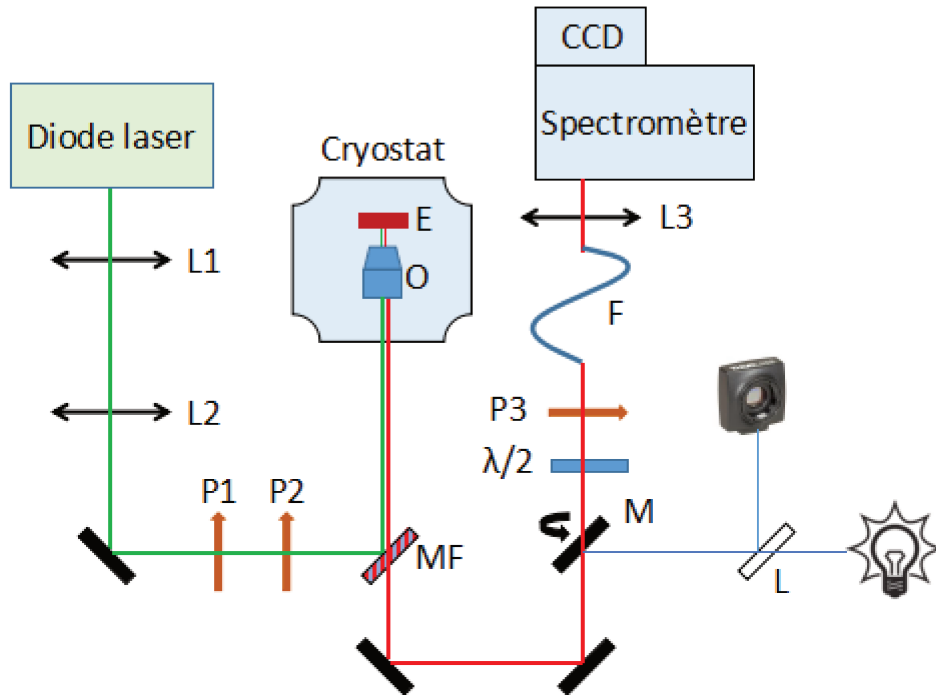 CCD
Diode laser
Spectromètre
Cryostat
E
L3
L1
O
F
L2
P3
λ/2
P1
P2
M
MF
L